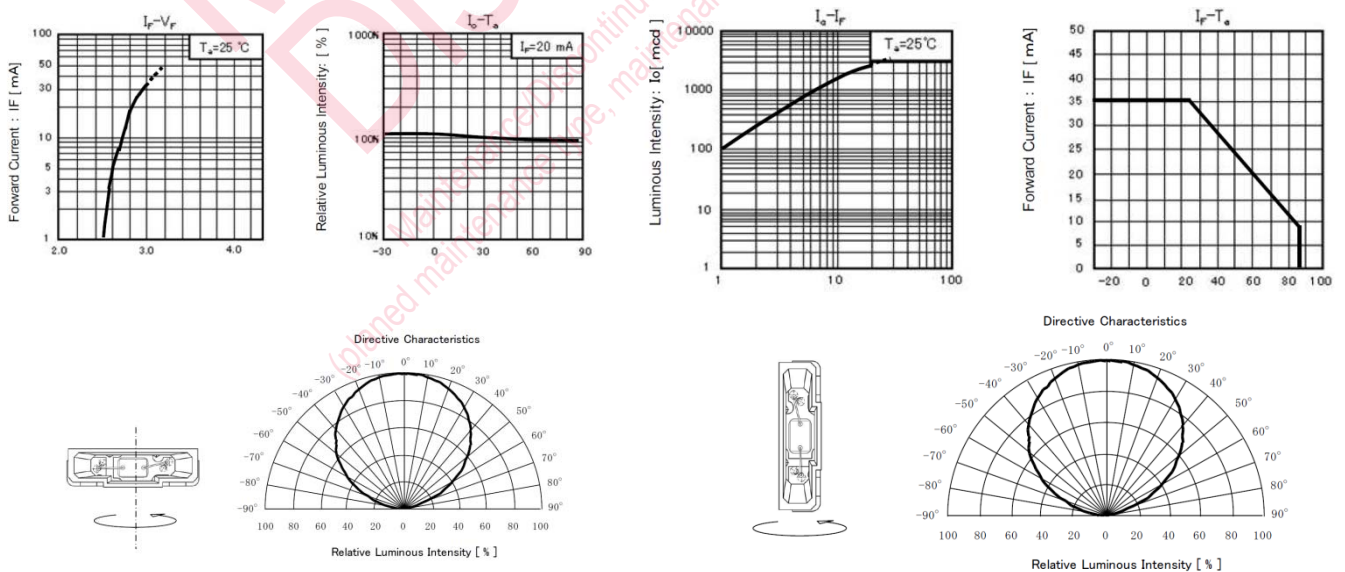 IF-VF
100
50
30
10
5
3
1
2.0 3.0 4.0
Ta=25 ℃
Forward Current : IF [ mA]
Io-Ta
1000%
100%
10%
-30 0 30 60 90
IF=20 mA
Relative Luminous Intensity: [ % ]
Io-IF
10000
1000
100
10
1
1 10 100
Ta=25℃
Luminous Intensity : Io[ mcd ]
IF-Ta
50
45
40
35
30
25
20
15
10
5
0
-20 0 20 40 60 80 100
Forward Current : IF [ mA]
Maintenance/Discontinu
(planed maintenance type, maintenan
Directive Characteristics
-90° -80° -70° -60° -50° -40° -30° -20° -10° 0° 10° 20° 30° 40° 50° 60° 70° 80° 90°
100 80 60 40 20 0 20 40 60 80 100
Relative Luminous Intensity [ % ]
Directive Characteristics
-90° -80° -70° -60° -50° -40° -30° -20° -10° 0° 10° 20° 30° 40° 50° 60° 70° 80° 90°
100 80 60 40 20 0 20 40 60 80 100
Relative Luminous Intensity [ % ]